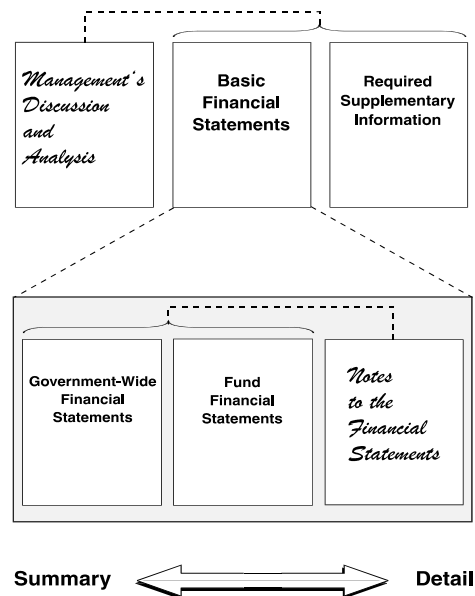 Management's
Discussion
and
Analysis
Basic
Financial
Statements
Required
Supplementary
Information
Government-Wide
Financial
Statements
Fund
Financial
Statements
Notes
to the
Financial
Statements
Summary
Detail